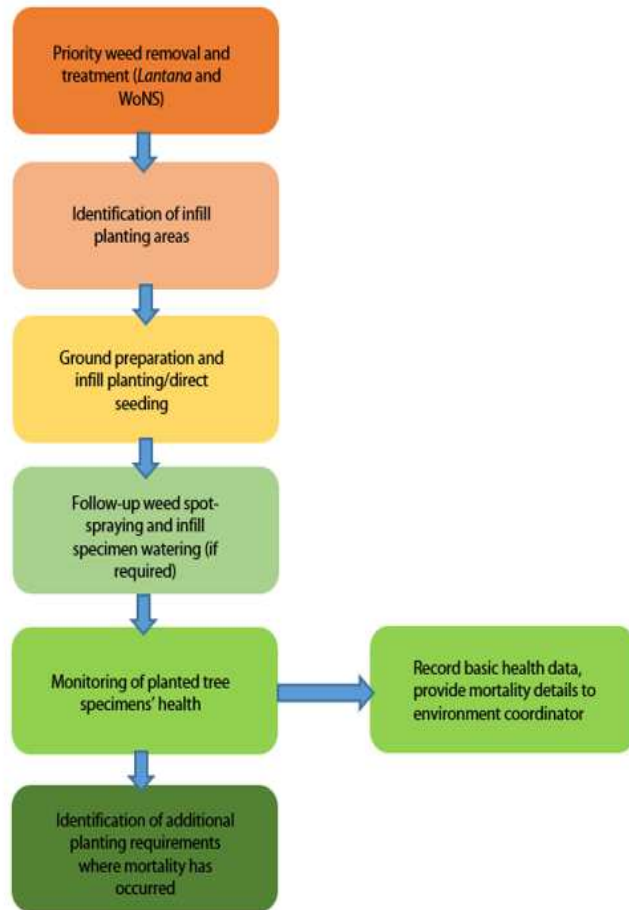 Priority weed removal and
treatment (Lantana and
WoNS)
Identification of infill
planting areas
Ground preparation and
infill planting/direct
seeding
Follow-up weed spot-
spraying and infill
specimen watering (if
required)
Monitoring of planted tree
specimens' health
Record basic health data,
provide mortality details to
environment coordinator
Identification of additional
planting requirements
where mortality has
occurred